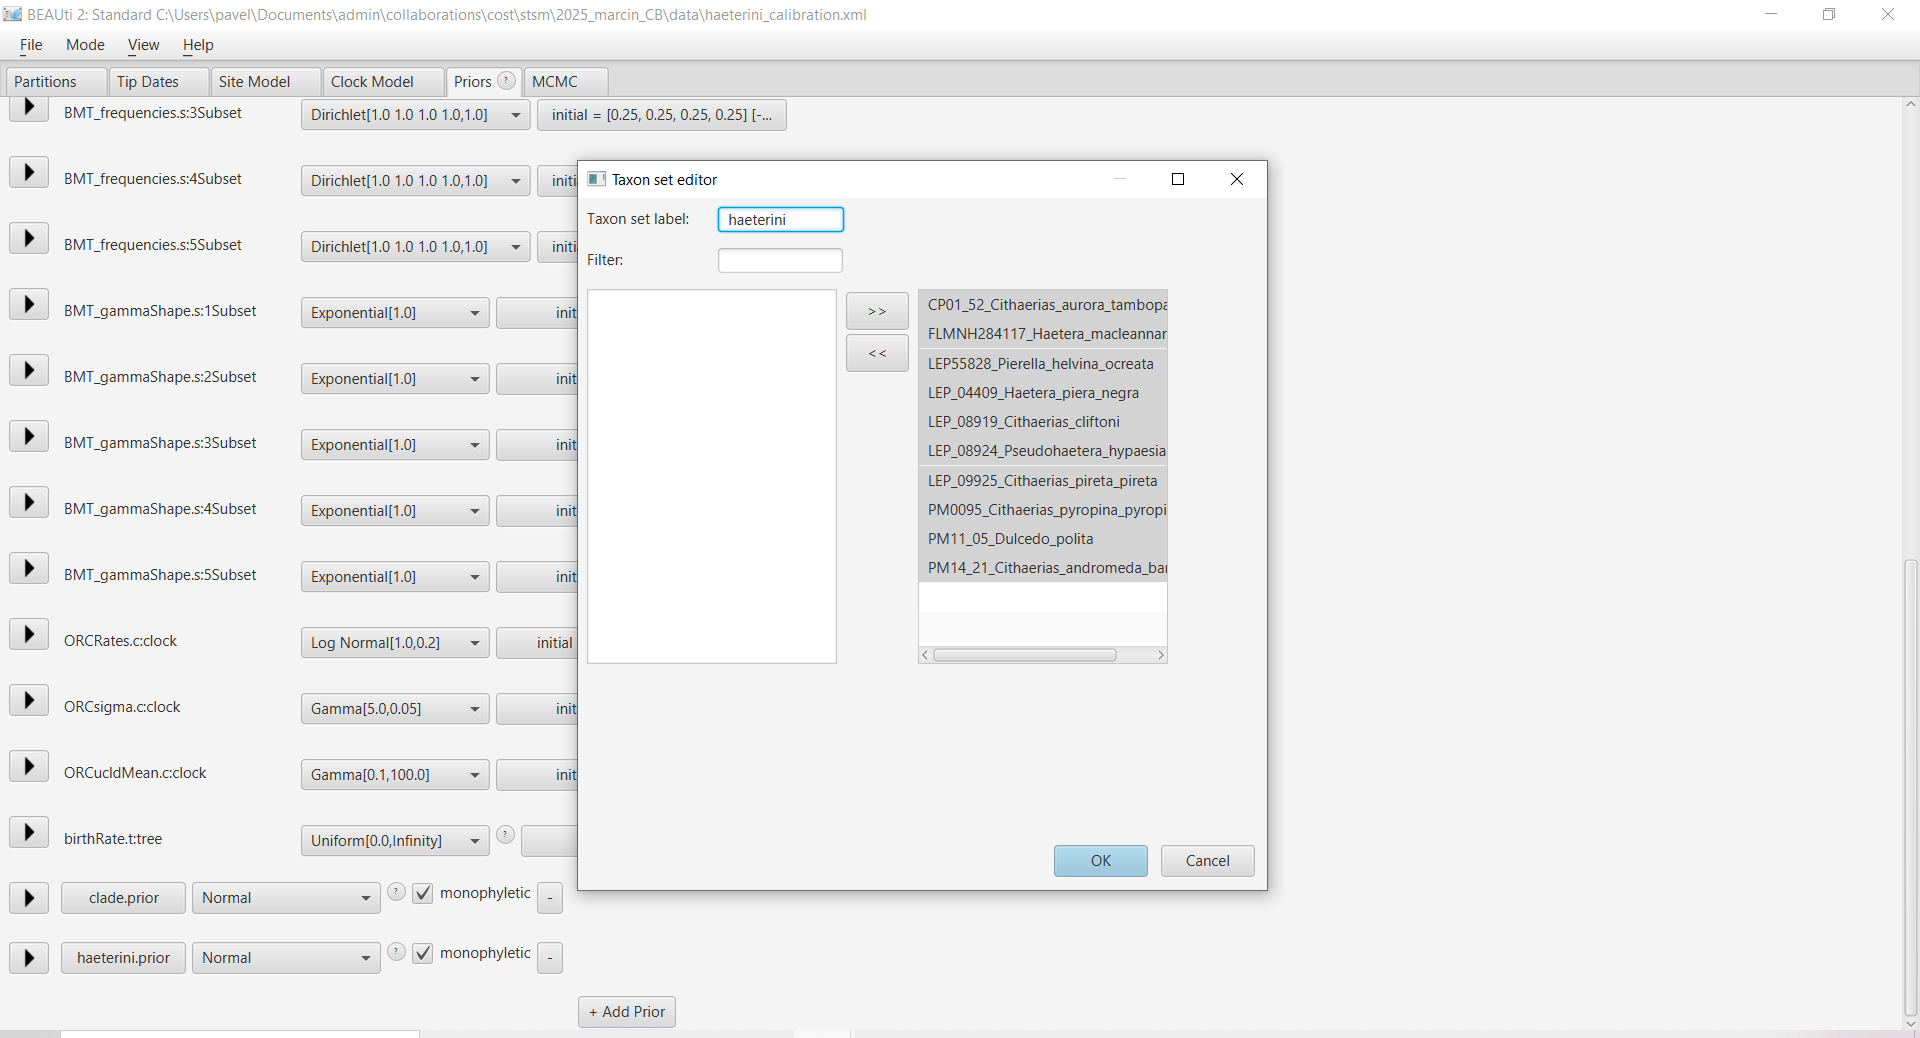 BEAUti 2: Standard C:\Users\pavel\Documents\admin\collaborations\cost\stsm\2025_marcin_CB\data\haeterini_calibration.xml
File Mode View Help
Partitions Tip Dates Site Model Clock Model Priors ? MCMC
BMT_frequencies.s:3Subset Dirichlet[1.0 1.0 1.0 1.0,1.0] initial = [0.25, 0.25, 0.25, 0.25] [-...
BMT_frequencies.s:4Subset Dirichlet[1.0 1.0 1.0 1.0,1.0] initi
BMT_frequencies.s:5Subset Dirichlet[1.0 1.0 1.0 1.0,1.0] initi
BMT_gammaShape.s:1Subset Exponential[1.0] init
BMT_gammaShape.s:2Subset Exponential[1.0] init
BMT_gammaShape.s:3Subset Exponential[1.0] init
BMT_gammaShape.s:4Subset Exponential[1.0] init
BMT_gammaShape.s:5Subset Exponential[1.0] init
ORCRates.c:clock Log Normal[1.0,0.2] initial
ORCsigma.c:clock Gamma[5.0,0.05] init
ORCucldMean.c:clock Gamma[0.1,100.0] init
birthRate.t:tree Uniform[0.0,Infinity] ?
clade.prior Normal ? monophyletic -
haeterini.prior Normal ? monophyletic -
+ Add Prior
Taxon set editor
Taxon set label: haeterini
Filter:
>>
<<
CP01_52_Cithaerias_aurora_tambopa
FLMNH284117_Haetera_macleannar
LEP55828_Pierella_helvina_ocreata
LEP_04409_Haetera_piera_negra
LEP_08919_Cithaerias_cliftoni
LEP_08924_Pseudohaetera_hypaesia
LEP_09925_Cithaerias_pireta_pireta
PM0095_Cithaerias_pyropina_pyropi
PM11_05_Dulcedo_polita
PM14_21_Cithaerias_andromeda_bar
OK Cancel